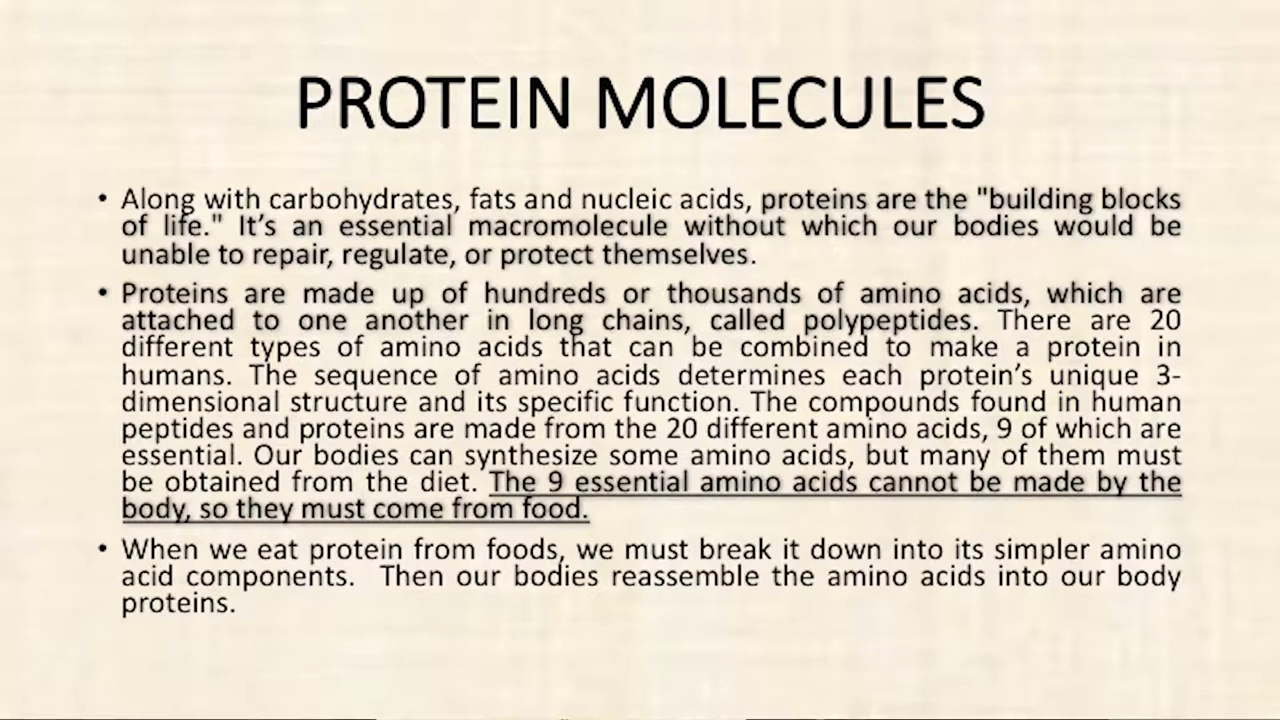 PROTEIN MOLECULES
• Along with carbohydrates, fats and nucleic acids, proteins are the "building blocks
of life." It’s an essential macromolecule without which our bodies would be
unable to repair, regulate, or protect themselves.
• Proteins are made up of hundreds or thousands of amino acids, which are
attached to one another in long chains, called polypeptides. There are 20
different types of amino acids that can be combined to make a protein in
humans. The sequence of amino acids determines each protein’s unique 3-
dimensional structure and its specific function. The compounds found in human
peptides and proteins are made from the 20 different amino acids, 9 of which are
essential. Our bodies can synthesize some amino acids, but many of them must
be obtained from the diet. The 9 essential amino acids cannot be made by the
body, so they must come from food.
• When we eat protein from foods, we must break it down into its simpler amino
acid components.  Then our bodies reassemble the amino acids into our body
proteins.